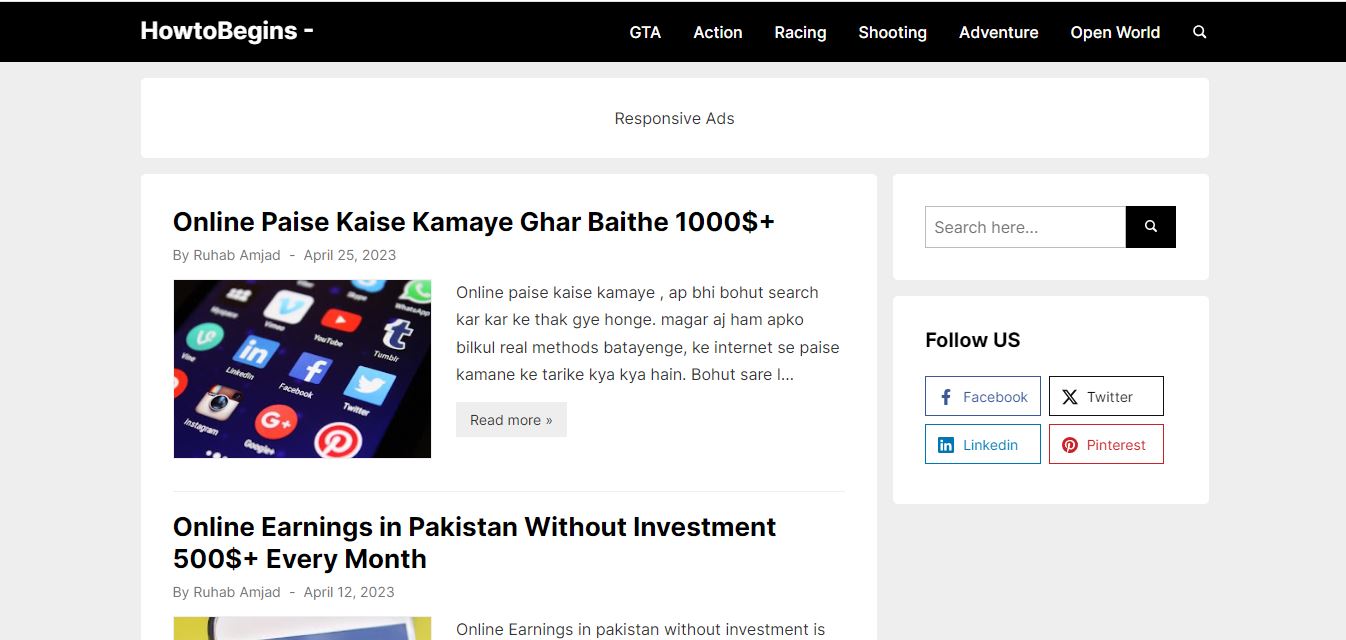 HowtoBegins -
GTA Action Racing Shooting Adventure Open World
Responsive Ads
Online Paise Kaise Kamaye Ghar Baithe 1000$+
By Ruhab Amjad - April 25, 2023
Myspace
Vimeo
Skype
WhatsApp
Vine
LinkedIn
YouTube
Tumblr
Facebook
Twitter
Instagram
Google+
Online paise kaise kamaye , ap bhi bohut search
kar kar ke thak gye honge. magar aj ham apko
bilkul real methods batayenge, ke internet se paise
kamane ke tarike kya kya hain. Bohut sare l...
Read more »
Online Earnings in Pakistan Without Investment
500$+ Every Month
By Ruhab Amjad - April 12, 2023
Online Earnings in pakistan without investment is
Search here...
Follow US
Facebook
Twitter
Linkedin
Pinterest